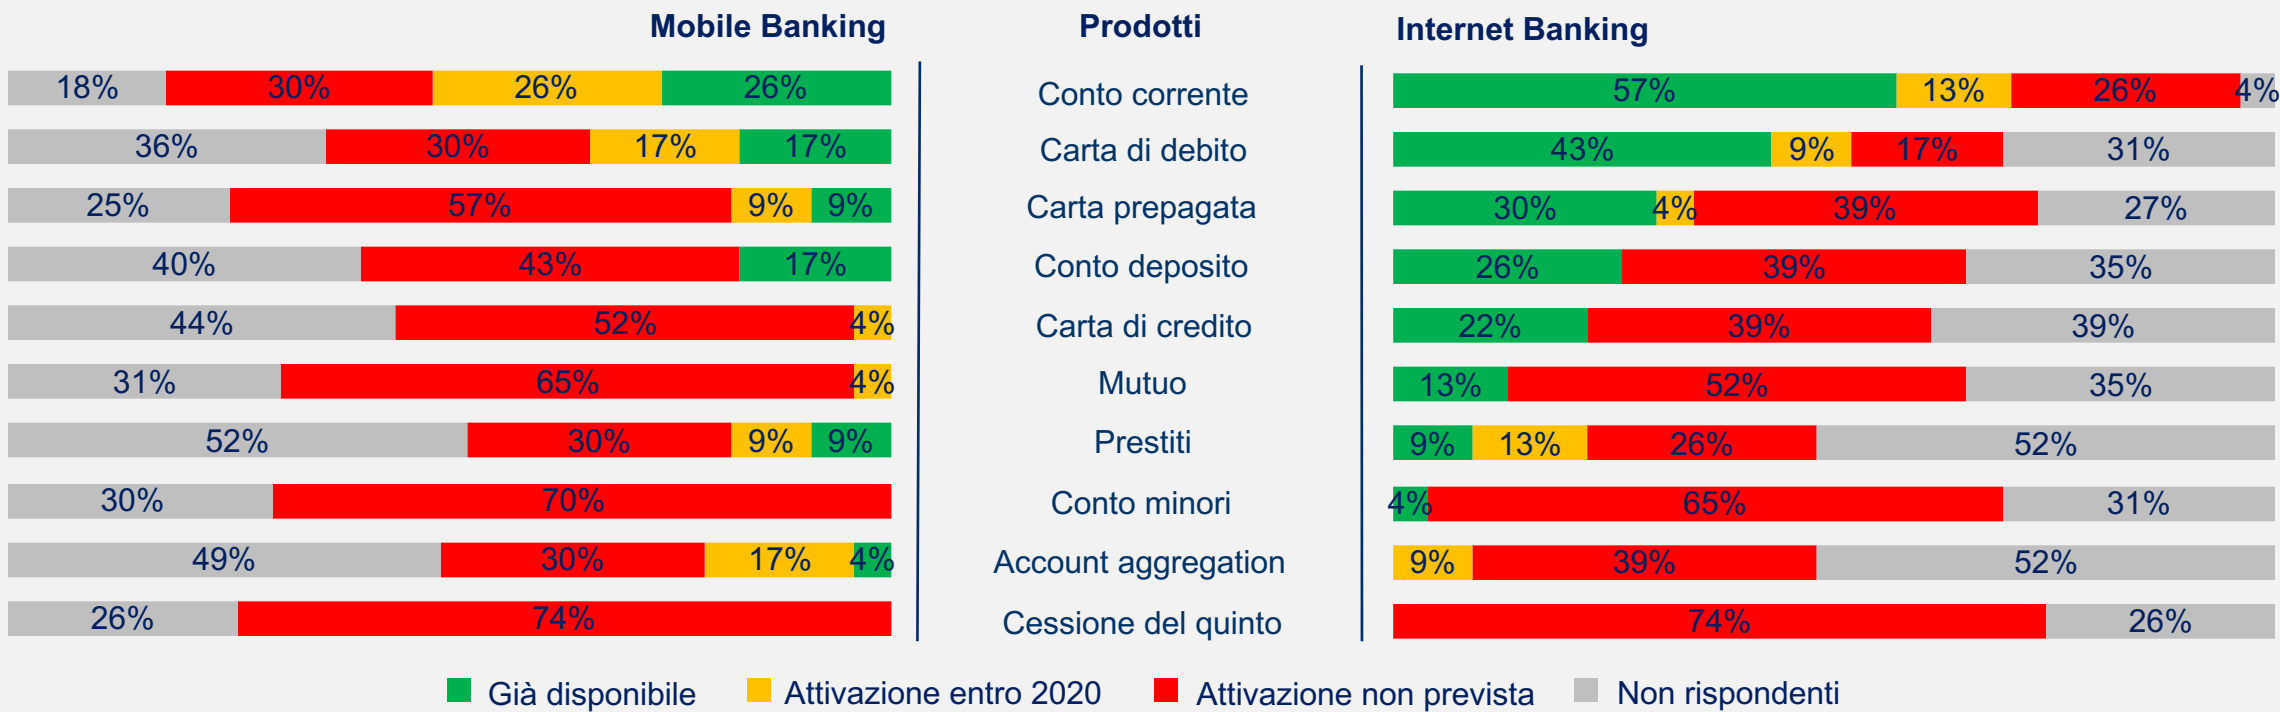 Mobile Banking Prodotti Internet Banking
18% 30% 26% 26% Conto corrente 57% 13% 26% 4%
36% 30% 17% 17% Carta di debito 43% 9% 17% 31%
25% 57% 9% 9% Carta prepagata 30% 4% 39% 27%
40% 43% 17% Conto deposito 26% 39% 35%
44% 52% 4% Carta di credito 22% 39% 39%
31% 65% 4% Mutuo 13% 52% 35%
52% 30% 9% 9% Prestiti 9% 13% 26% 52%
30% 70% Conto minori 4% 65% 31%
49% 30% 17% 4% Account aggregation 9% 39% 52%
26% 74% Cessione del quinto 74% 26%
Già disponibile Attivazione entro 2020 Attivazione non prevista Non rispondenti